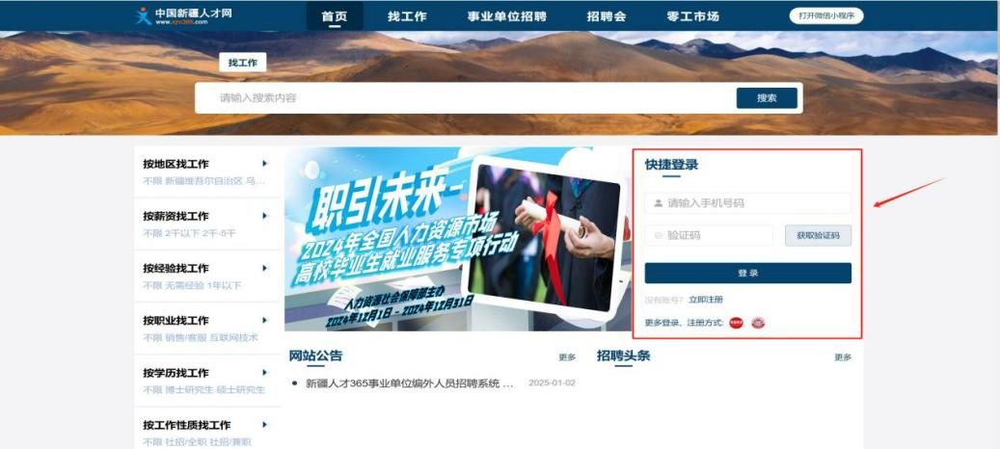 中国新疆人才网
www.xjrc365.com
首页
找工作
事业单位招聘
招聘会
零工市场
打开微信小程序
找工作
请输入搜索内容
搜索
按地区找工作
不限 新疆维吾尔自治区 乌...
按薪资找工作
不限 2千以下 2千-5千
按经验找工作
不限 无需经验 1年以下
按职业找工作
不限 销售/客服 互联网技术
按学历找工作
不限 博士研究生 硕士研究生
按工作性质找工作
不限 社招/全职 社招/兼职
职引未来-
2024年全国人力资源市场
高校毕业生就业服务专项行动
人力资源社会保障部主办
2024年12月1日 - 2024年12月31日
快捷登录
请输入手机号码
验证码
获取验证码
登录
没有账号? 立即注册
更多登录、注册方式:
网站公告
更多
新疆人才365事业单位编外人员招聘系统 ...
2025-01-02
招聘头条
更多